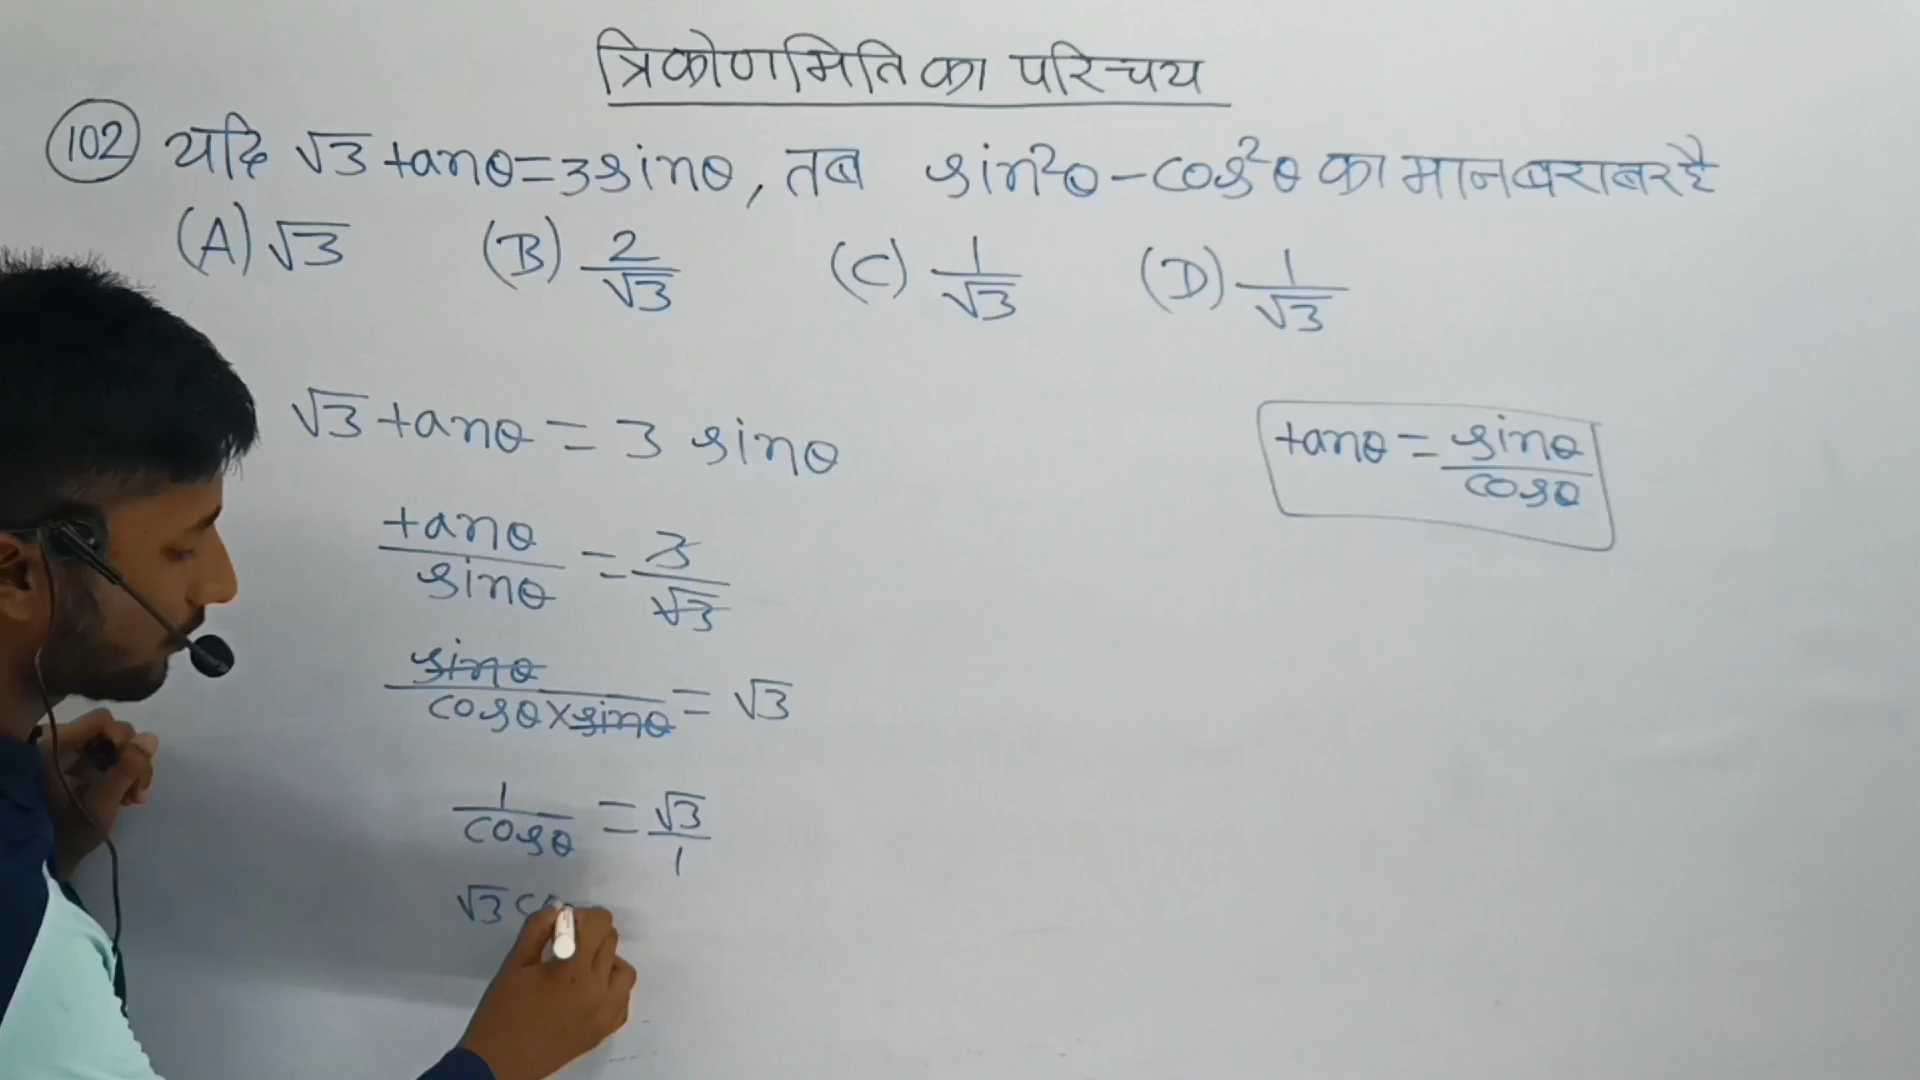 त्रिकोणमिति का परिचय
102 यदि √3 tanθ=3sinθ, तब sin²θ-cos²θ का मान बराबर है
(A) √3 (B) 2/√3 (C) 1/√3 (D) 1/√3
√3 tanθ = 3 sinθ
tanθ = sinθ/cosθ
tanθ/sinθ = 3/√3
sinθ/cosθ×sinθ = √3
1/cosθ = √3/1
√3